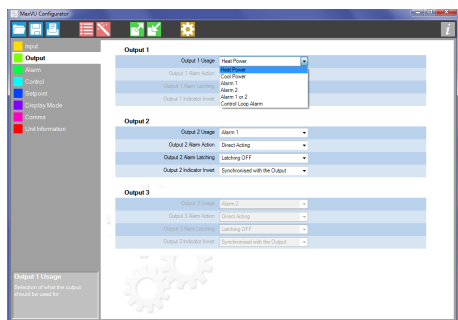 MaxVU Configurator
Input
Output
Alarm
Control
Setpoint
Display Mode
Comms
Unit Information
Output 1
Output 1 Usage Heat Power
Heat Power
Cool Power
Alarm 1
Alarm 2
Alarm 1 or 2
Control Loop Alarm
Output 1 Alarm Action
Output 1 Alarm Latching
Output 1 Indicator Invert
Output 2
Output 2 Usage Alarm 1
Output 2 Alarm Action Direct Acting
Output 2 Alarm Latching Latching OFF
Output 2 Indicator Invert Synchronised with the Output
Output 3
Output 3 Usage Alarm 2
Output 3 Alarm Action Direct Acting
Output 3 Alarm Latching Latching OFF
Output 3 Indicator Invert Synchronised with the Output
Output 1 Usage
Selection of what the output
should be used for
i